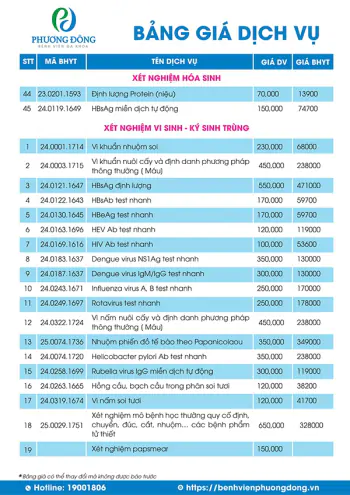 PHƯƠNG ĐÔNG
BỆNH VIỆN ĐA KHOA
BẢNG GIÁ DỊCH VỤ
STT MÃ BHYT TÊN DỊCH VỤ GIÁ DV GIÁ BHYT
XÉT NGHIỆM HÓA SINH
44 23.0201.1593 Định lượng Protein (niệu) 70,000 13900
45 24.0119.1649 HBsAg miễn dịch tự động 150,000 74700
XÉT NGHIỆM VI SINH - KÝ SINH TRÙNG
1 24.0001.1714 Vi khuẩn nhuộm soi 230,000 68000
2 24.0003.1715 Vi khuẩn nuôi cấy và định danh phương pháp thông thường ( Máu) 450,000 238000
3 24.0121.1647 HBsAg định lượng 550,000 471000
4 24.0122.1643 HBsAb test nhanh 170,000 59700
5 24.0130.1645 HBeAg test nhanh 170,000 59700
6 24.0163.1696 HEV Ab test nhanh 120,000 119000
7 24.0169.1616 HIV Ab test nhanh 100,000 53600
8 24.0183.1637 Dengue virus NS1Ag test nhanh 350,000 130000
9 24.0187.1637 Dengue virus IgM/IgG test nhanh 300,000 130000
10 24.0243.1671 Influenza virus A, B test nhanh 250,000 170000
11 24.0249.1697 Rotavirus test nhanh 250,000 178000
12 24.0322.1724 Vi nấm nuôi cấy và định danh phương pháp thông thường ( Máu) 450,000 238000
13 25.0074.1736 Nhuộm phiến đồ tế bào theo Papanicolaou 350,000 349000
14 24.0074.1720 Helicobacter pylori Ab test nhanh 350,000 238000
15 24.0258.1699 Rubella virus IgG miễn dịch tự động 300,000 119000
16 24.0263.1665 Hồng cầu, bạch cầu trong phân soi tươi 120,000 38200
17 24.0319.1674 Vi nấm soi tươi 120,000 41700
18 25.0029.1751 Xét nghiệm mô bệnh học thường quy cố định, chuyển, đúc, cắt, nhuộm... các bệnh phẩm tử thiết 650,000 328000
19 Xét nghiệm papsmear 150,000
*Bảng giá có thể thay đổi mà không được báo trước
Hotline: 19001806 https://benhvienphuongdong.vn